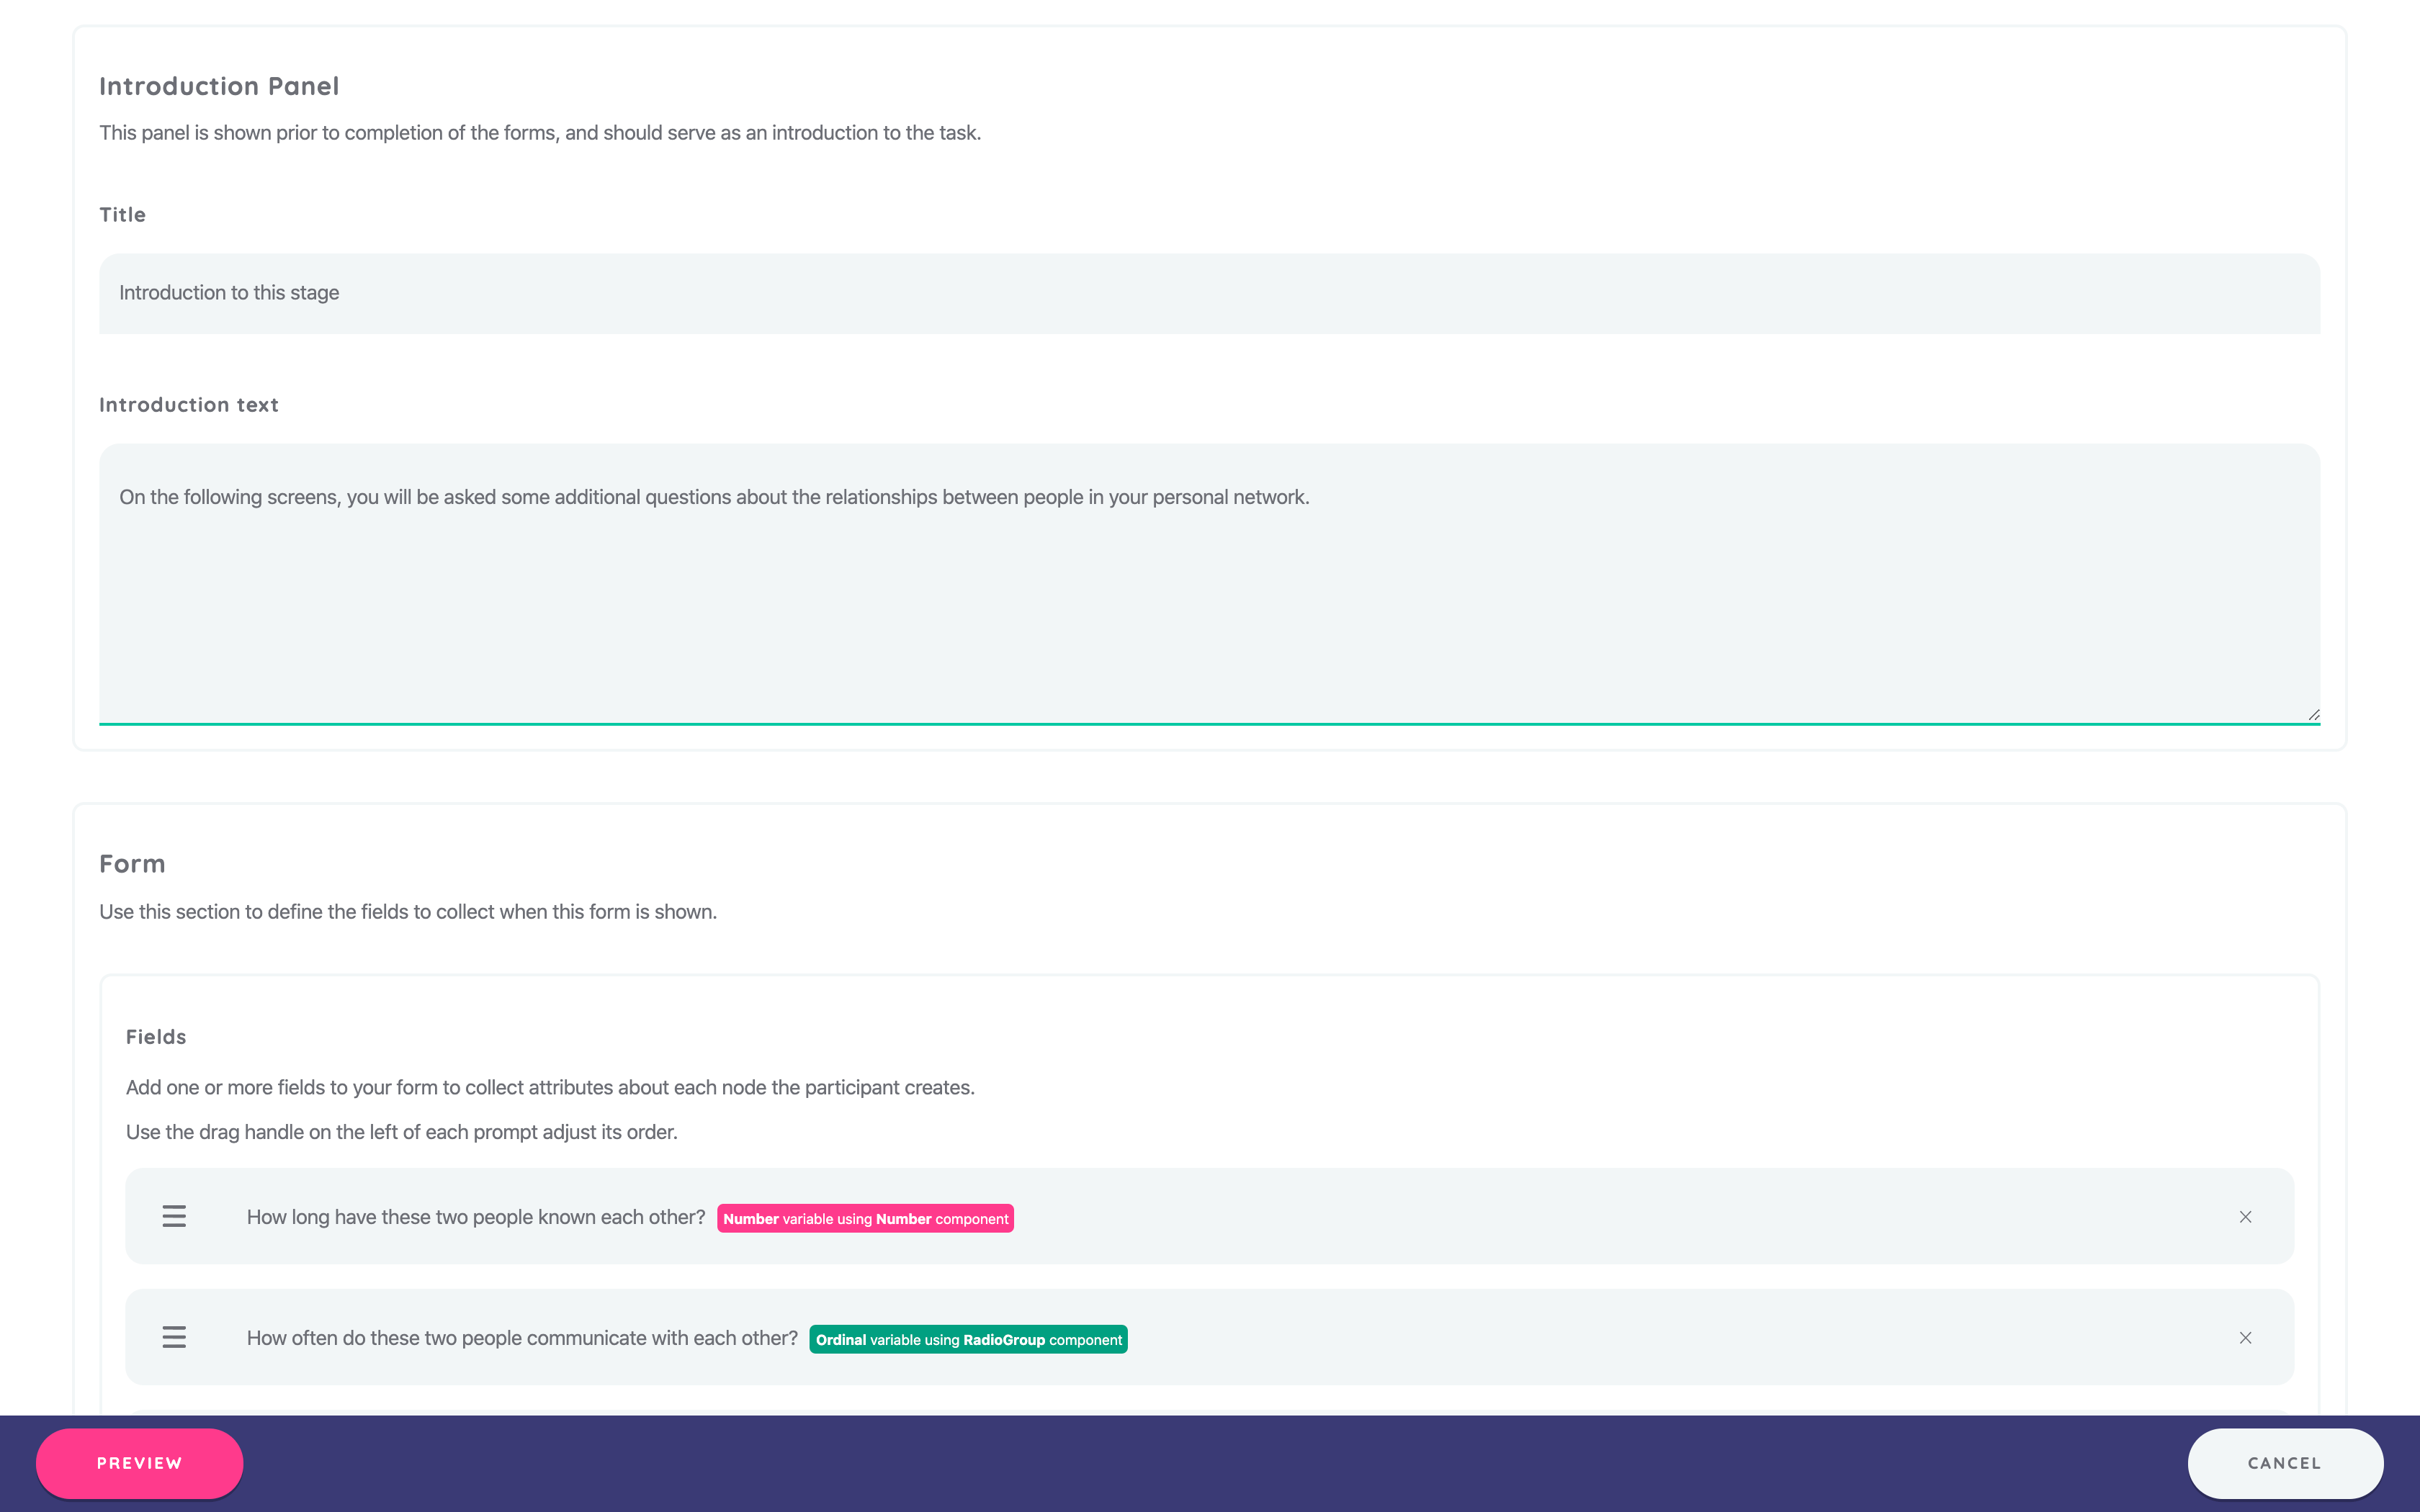 Introduction Panel
This panel is shown prior to completion of the forms, and should serve as an introduction to the task.
Title
Introduction to this stage
Introduction text
On the following screens, you will be asked some additional questions about the relationships between people in your personal network.
Form
Use this section to define the fields to collect when this form is shown.
Fields
Add one or more fields to your form to collect attributes about each node the participant creates.
Use the drag handle on the left of each prompt adjust its order.
How long have these two people known each other? Number variable using Number component
How often do these two people communicate with each other? Ordinal variable using RadioGroup component
PREVIEW CANCEL